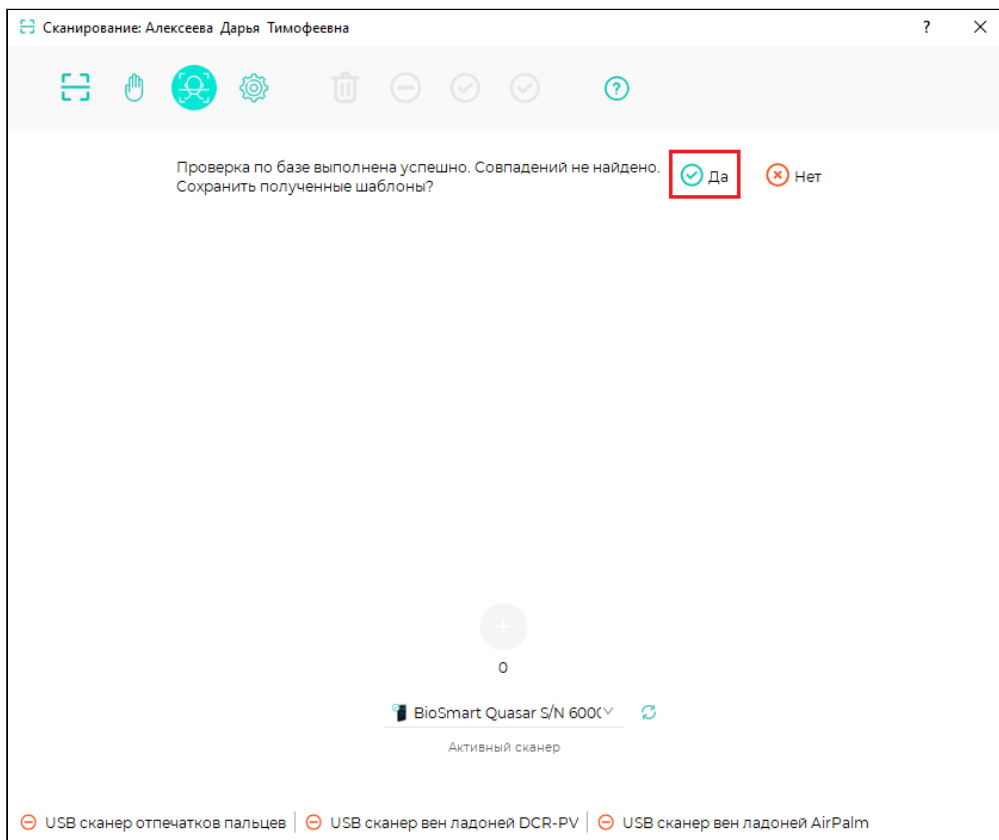 Сканирование: Алексеева Дарья Тимофеевна
?
Проверка по базе выполнена успешно. Совпадений не найдено.
Сохранить полученные шаблоны?
Да
Нет
0
BioSmart Quasar S/N 600
Активный сканер
USB сканер отпечатков пальцев
USB сканер вен ладоней DCR-PV
USB сканер вен ладоней AirPalm